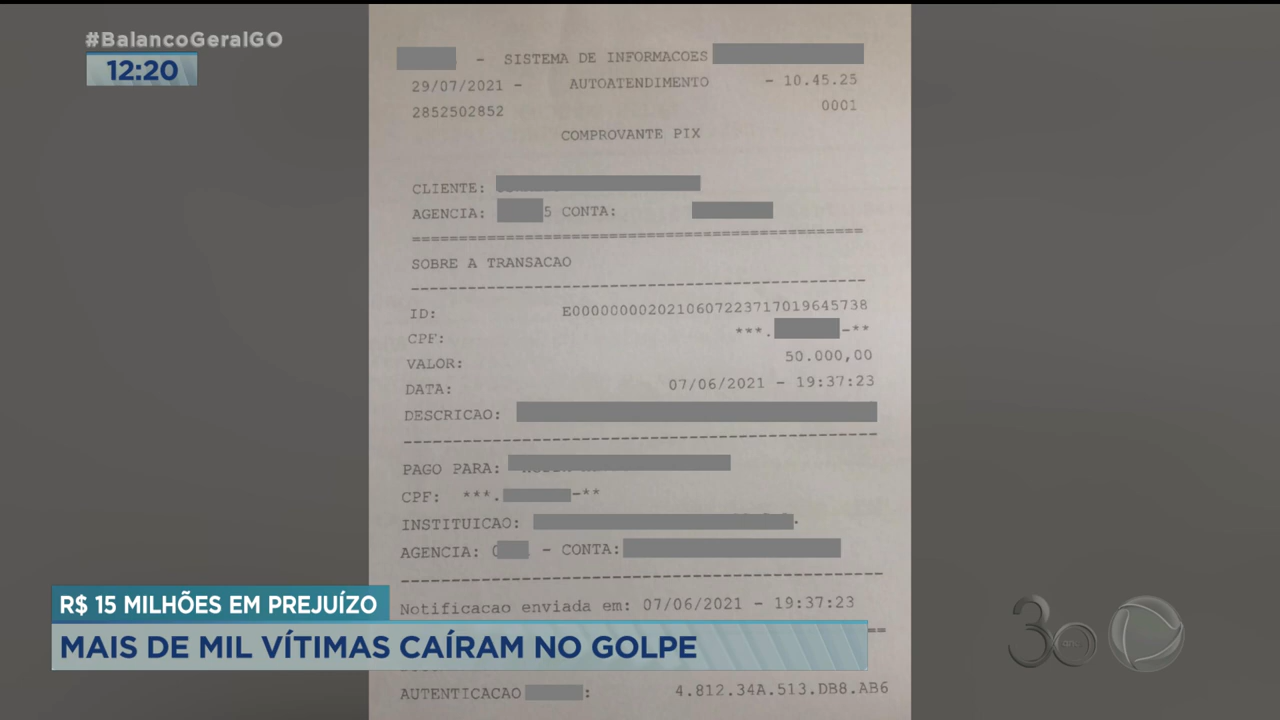 #BalancoGeralGO
12:20
- SISTEMA DE INFORMACOES
29/07/2021 - AUTOATENDIMENTO - 10.45.25
2852502852 0001
COMPROVANTE PIX
CLIENTE:
AGENCIA: 5 CONTA:
================================================
SOBRE A TRANSACAO
------------------------------------------------
ID: E0000000020210607223717019645738
CPF: ***. -**
VALOR: 50.000,00
DATA: 07/06/2021 - 19:37:23
DESCRICAO:
------------------------------------------------
PAGO PARA:
CPF: ***. -**
INSTITUICAO: .
AGENCIA: - CONTA:
------------------------------------------------
Notificacao enviada em: 07/06/2021 - 19:37:23
R$ 15 MILHÕES EM PREJUÍZO
MAIS DE MIL VÍTIMAS CAÍRAM NO GOLPE
AUTENTICACAO : 4.812.34A.513.DB8.AB6
30 anos